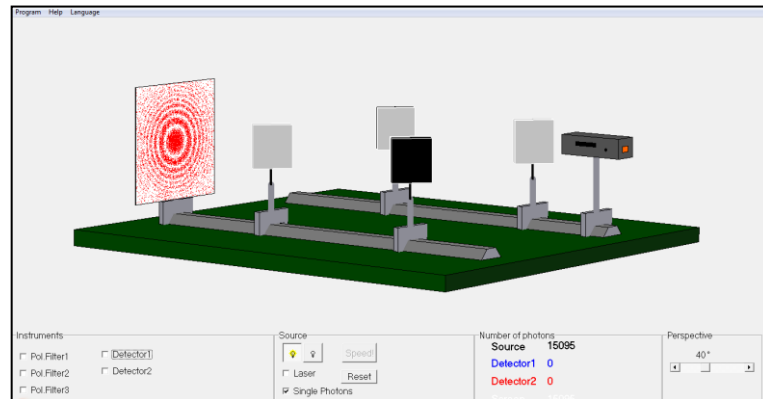 Program Help Language
Instruments
Pol.Filter1
Pol.Filter2
Pol.Filter3
Detector1
Detector2
Source
Speed!
Laser
Reset
Single Photons
Number of photons
Source 15095
Detector1 0
Detector2 0
Perspective
40°